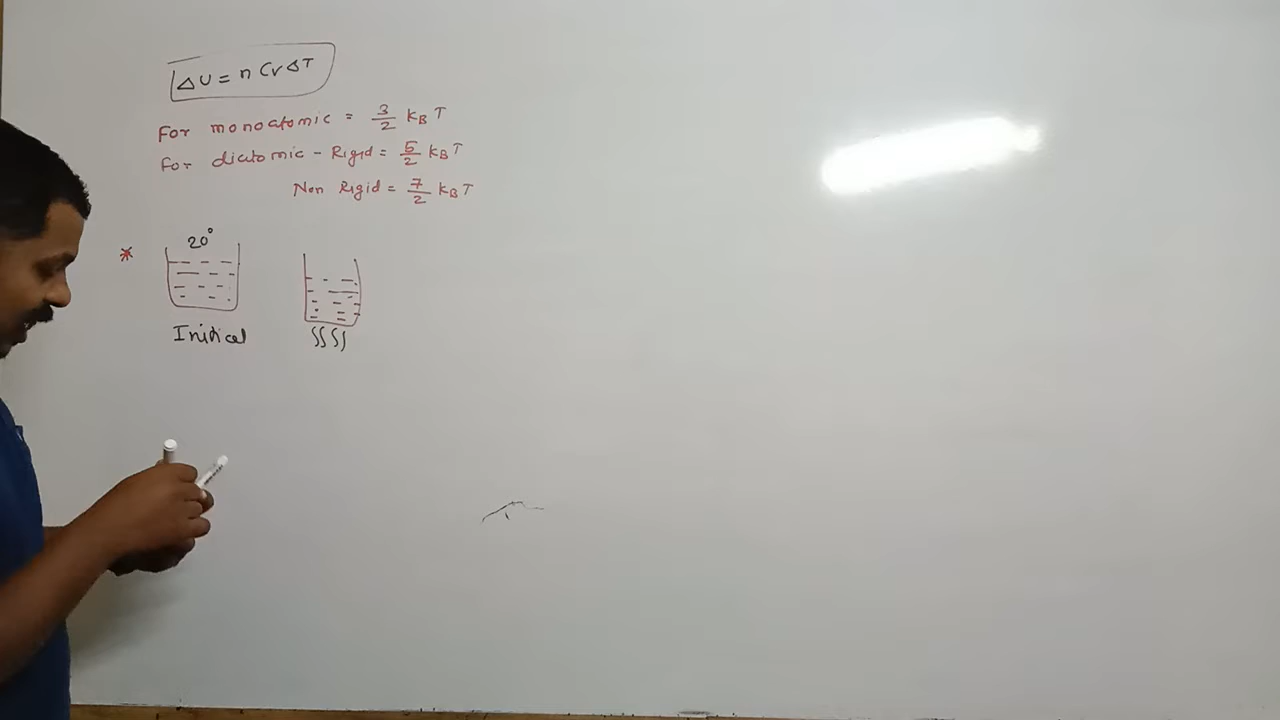 ΔU = n Cv ΔT
For monoatomic = 3/2 KB T
For diatomic - Rigid = 5/2 KB T
Non Rigid = 7/2 KB T
* 20°
Initical